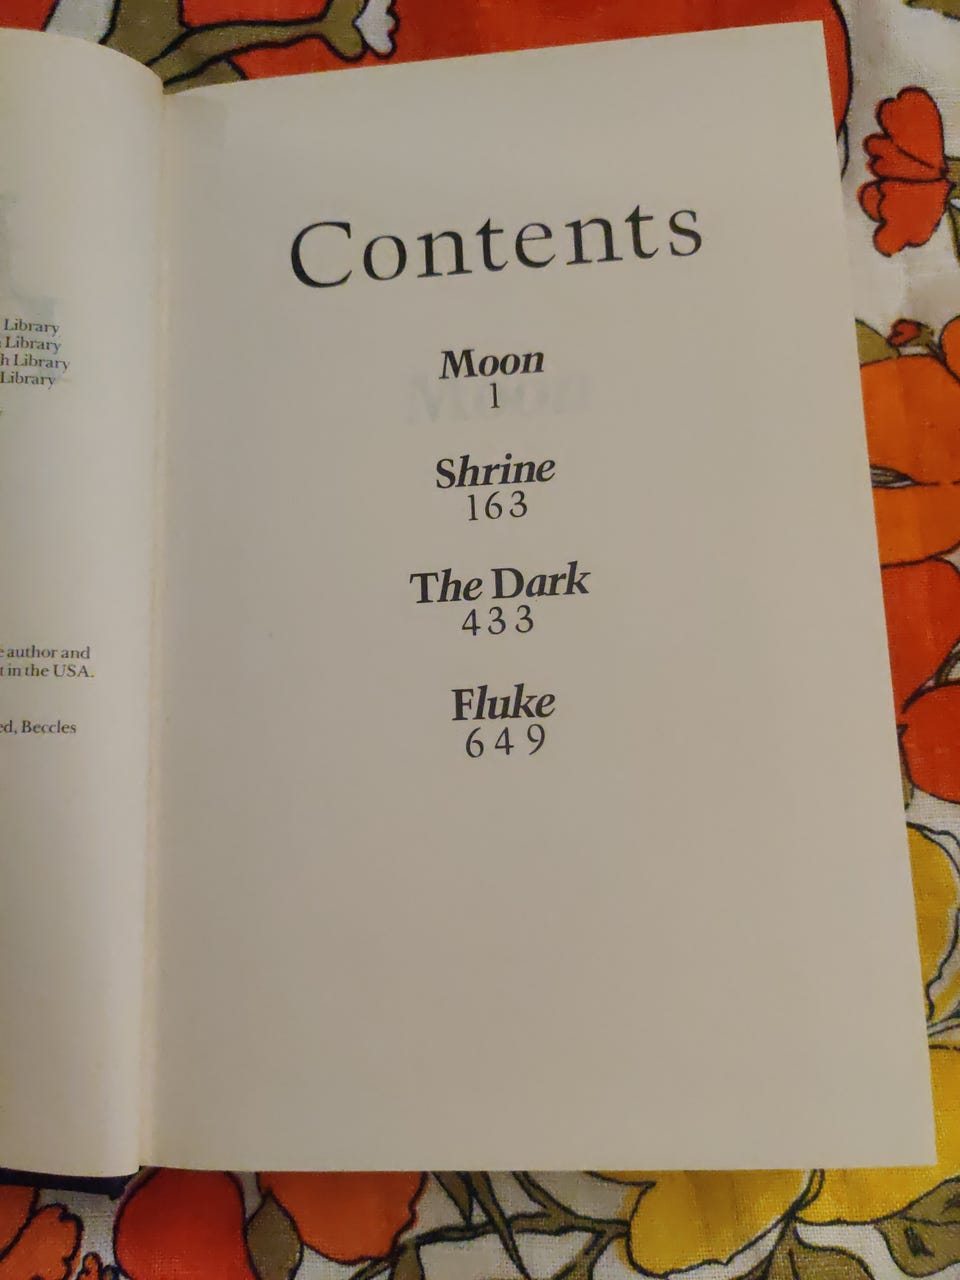 Library
Library
h Library
Library
e author and
t in the USA.
ed, Beccles
Contents
Moon
1
Shrine
163
The Dark
433
Fluke
649